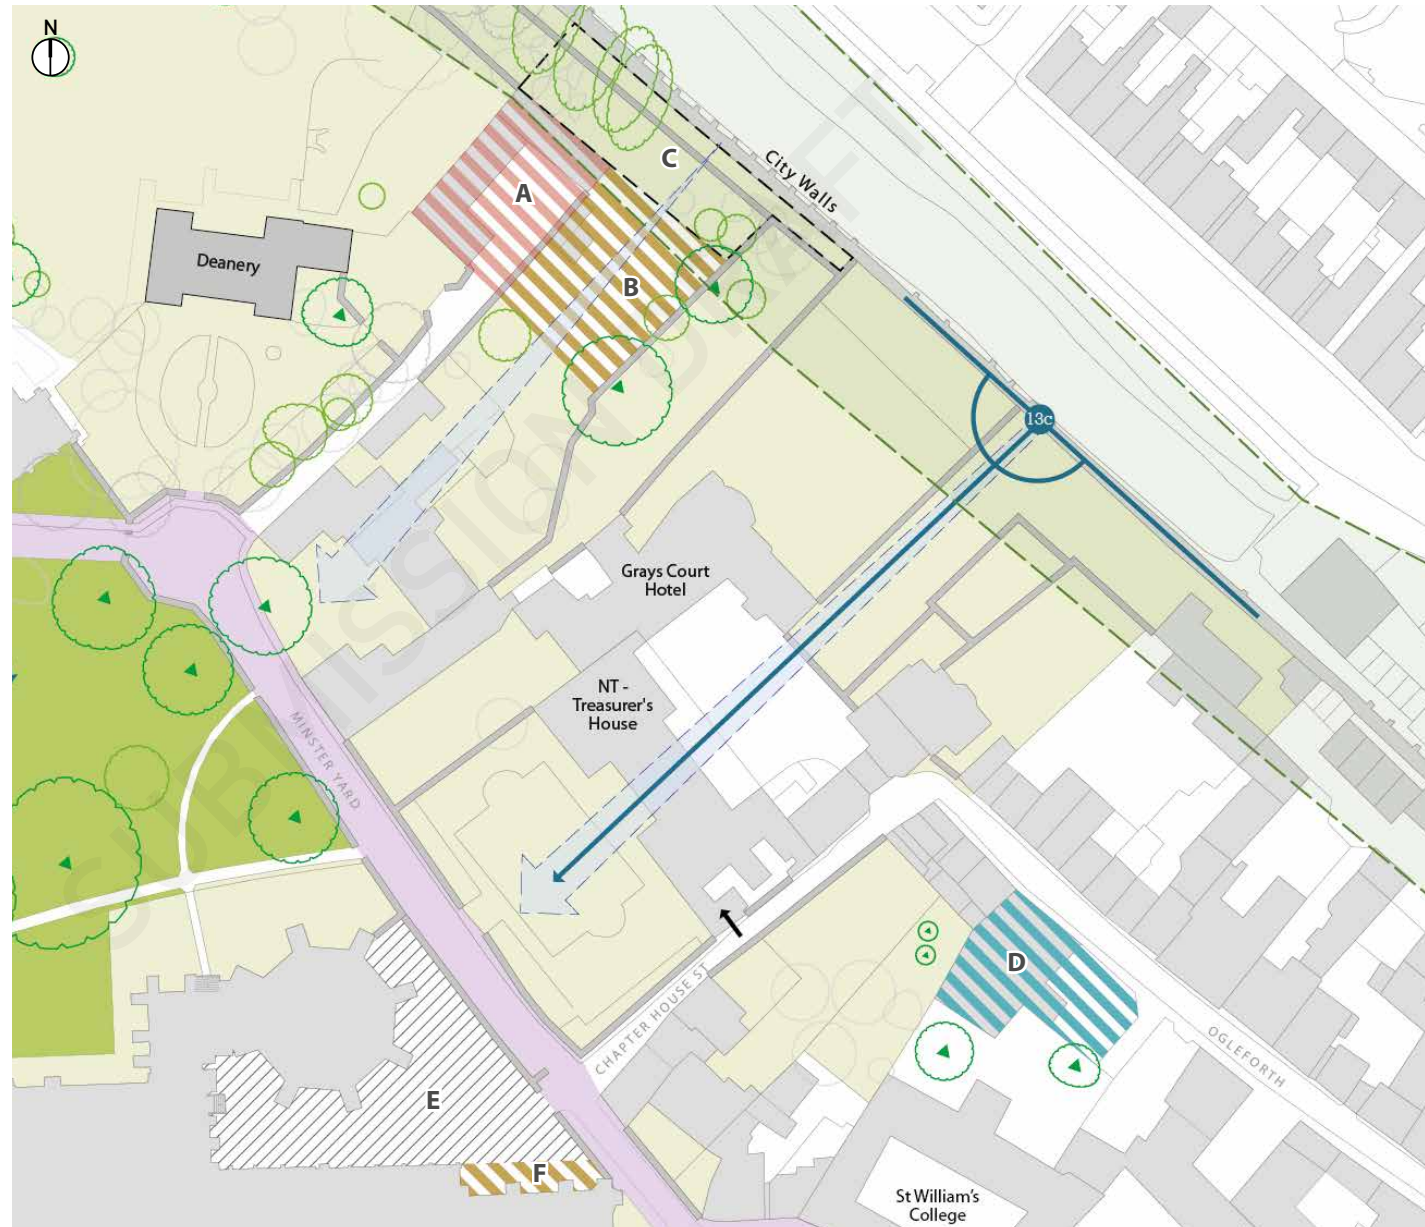 N
C
City Walls
A
Deanery
B
13c
Grays Court
Hotel
NT -
Treasurer's
House
MINSTER YARD
D
CHAPTER HOUSE ST
OGLEFORTH
E
F
St William's
College
SUBMISSION DRAFT